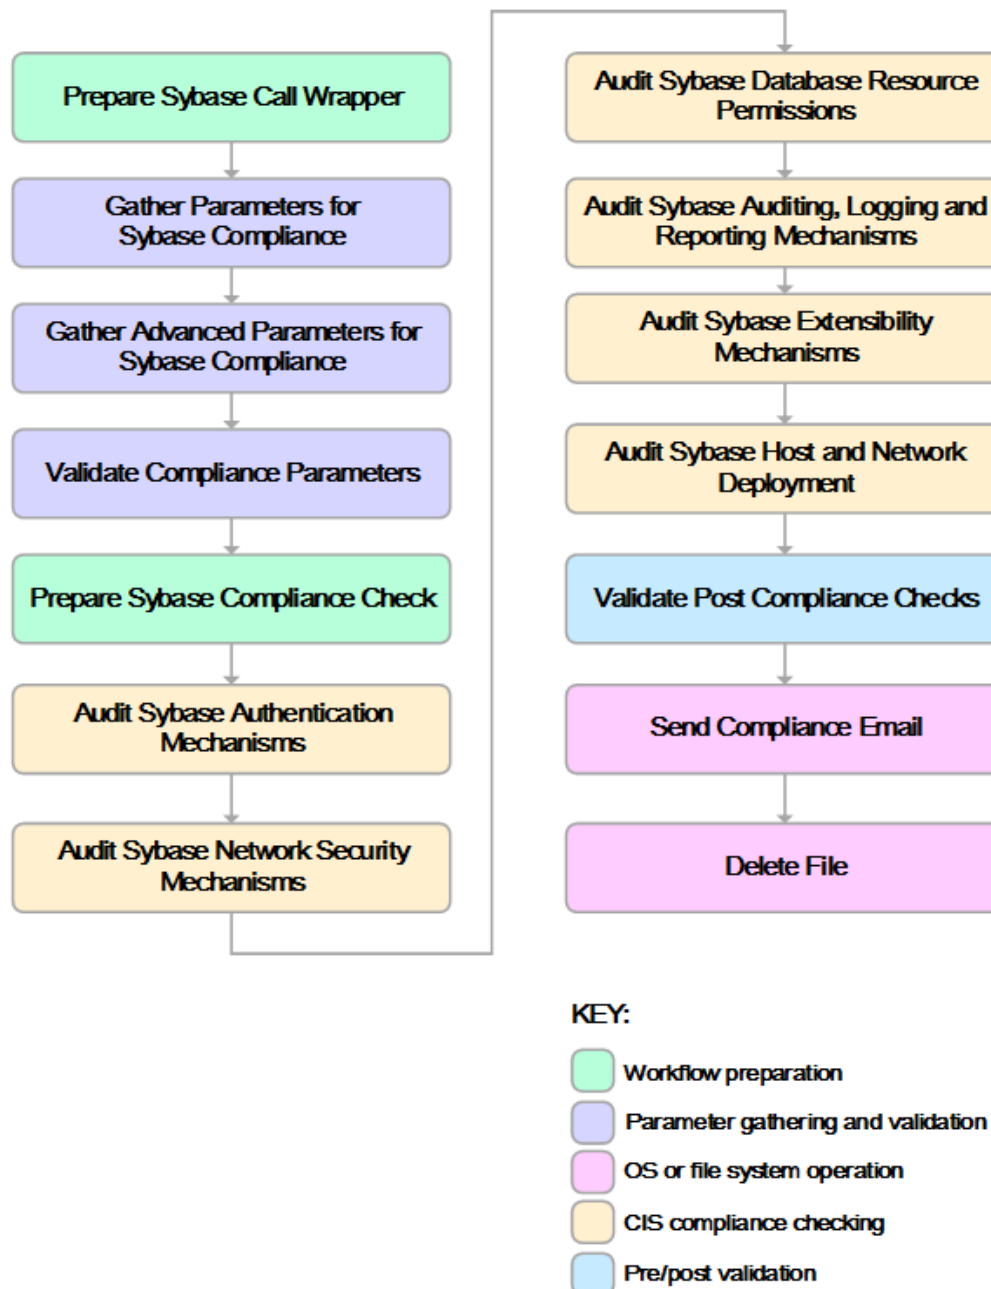 Prepare Sybase Call Wrapper
Gather Parameters for
Sybase Compliance
Gather Advanced Parameters for
Sybase Compliance
Validate Compliance Parameters
Prepare Sybase Compliance Check
Audit Sybase Authentication
Mechanisms
Audit Sybase Network Security
Mechanisms
Audit Sybase Database Resource
Permissions
Audit Sybase Auditing, Logging and
Reporting Mechanisms
Audit Sybase Extensibility
Mechanisms
Audit Sybase Host and Network
Deployment
Validate Post Compliance Checks
Send Compliance Email
Delete File
KEY:
Workflow preparation
Parameter gathering and validation
OS or file system operation
CIS compliance checking
Pre/post validation